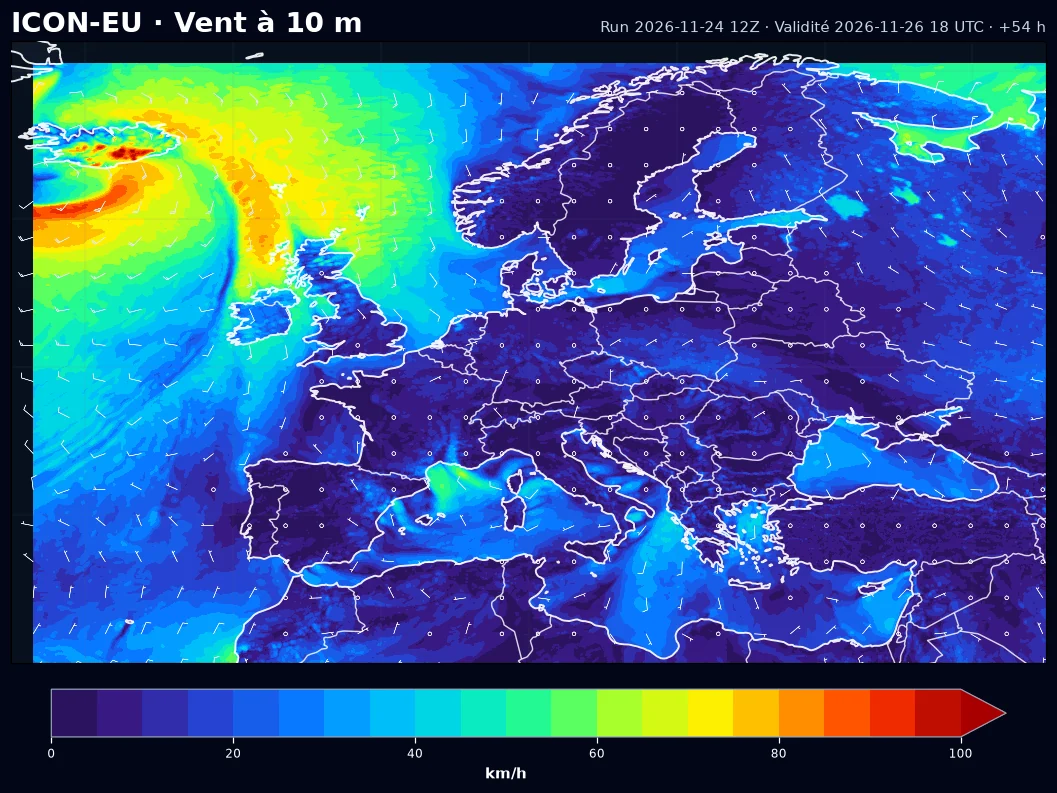 ICON-EU · Vent à 10 m
Run 2026-11-24 12Z · Validité 2026-11-26 18 UTC · +54 h
0 20 40 60 80 100
km/h